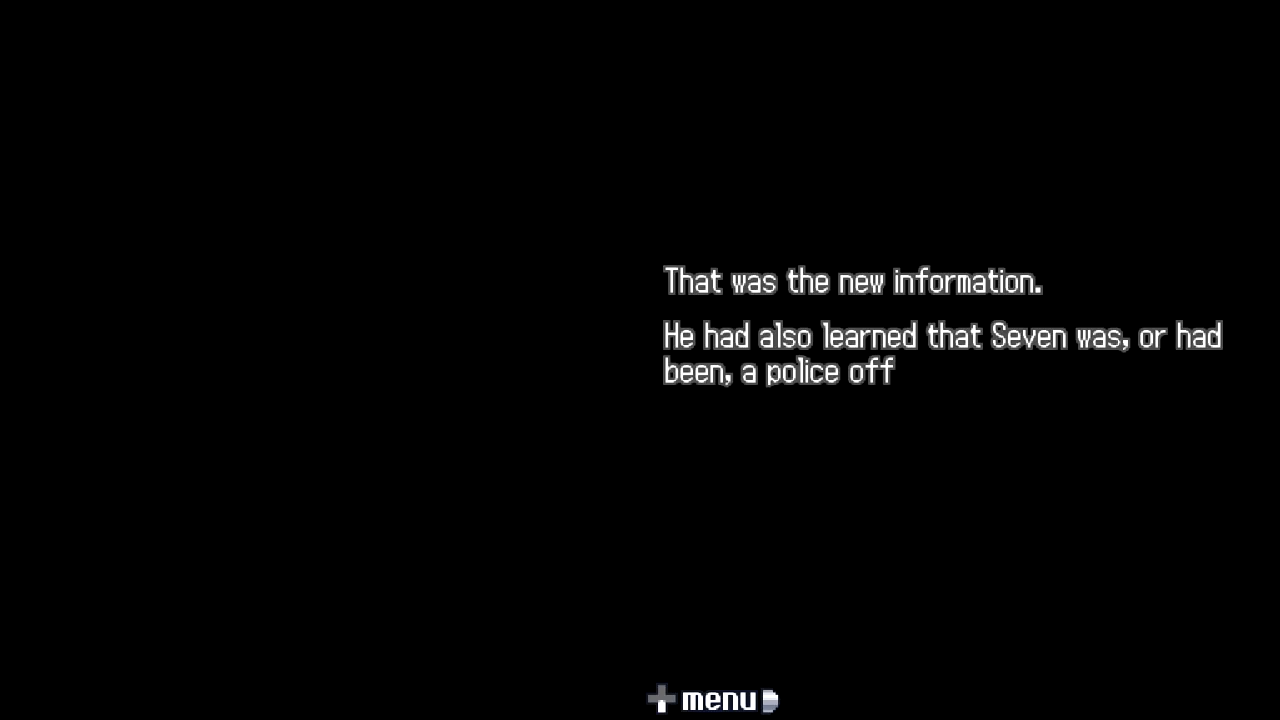 That was the new information.
He had also learned that Seven was, or had
been, a police off
menu